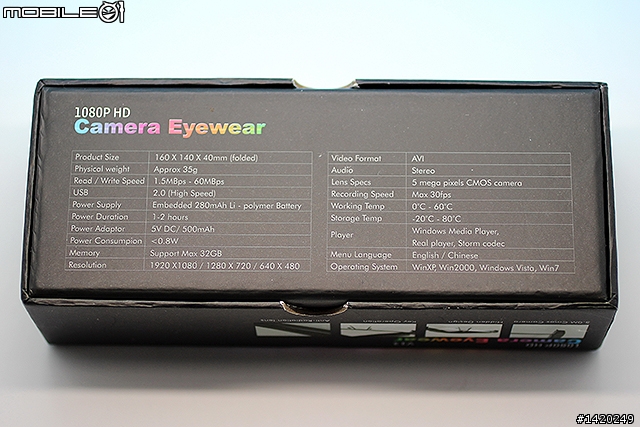 MOBILE01
1080P HD
Camera Eyewear
Product Size 160 X 140 X 40mm (folded)
Physical weight Approx 35g
Read / Write Speed 1.5MBps - 60MBps
USB 2.0 (High Speed)
Power Supply Embedded 280mAh Li - polymer Battery
Power Duration 1-2 hours
Power Adaptor 5V DC/ 500mAh
Power Consumpion <0.8W
Memory Support Max 32GB
Resolution 1920 X1080 / 1280 X 720 / 640 X 480
Video Format AVI
Audio Stereo
Lens Specs 5 mega pixels CMOS camera
Recording Speed Max 30fps
Working Temp 0°C - 60°C
Storage Temp -20°C - 80°C
Player Windows Media Player,
Real player, Storm codec
Menu Language English / Chinese
Operating System WinXP, Win2000, Windows Vista, Win7
1080P HD
Camera Eyewear
#1420249